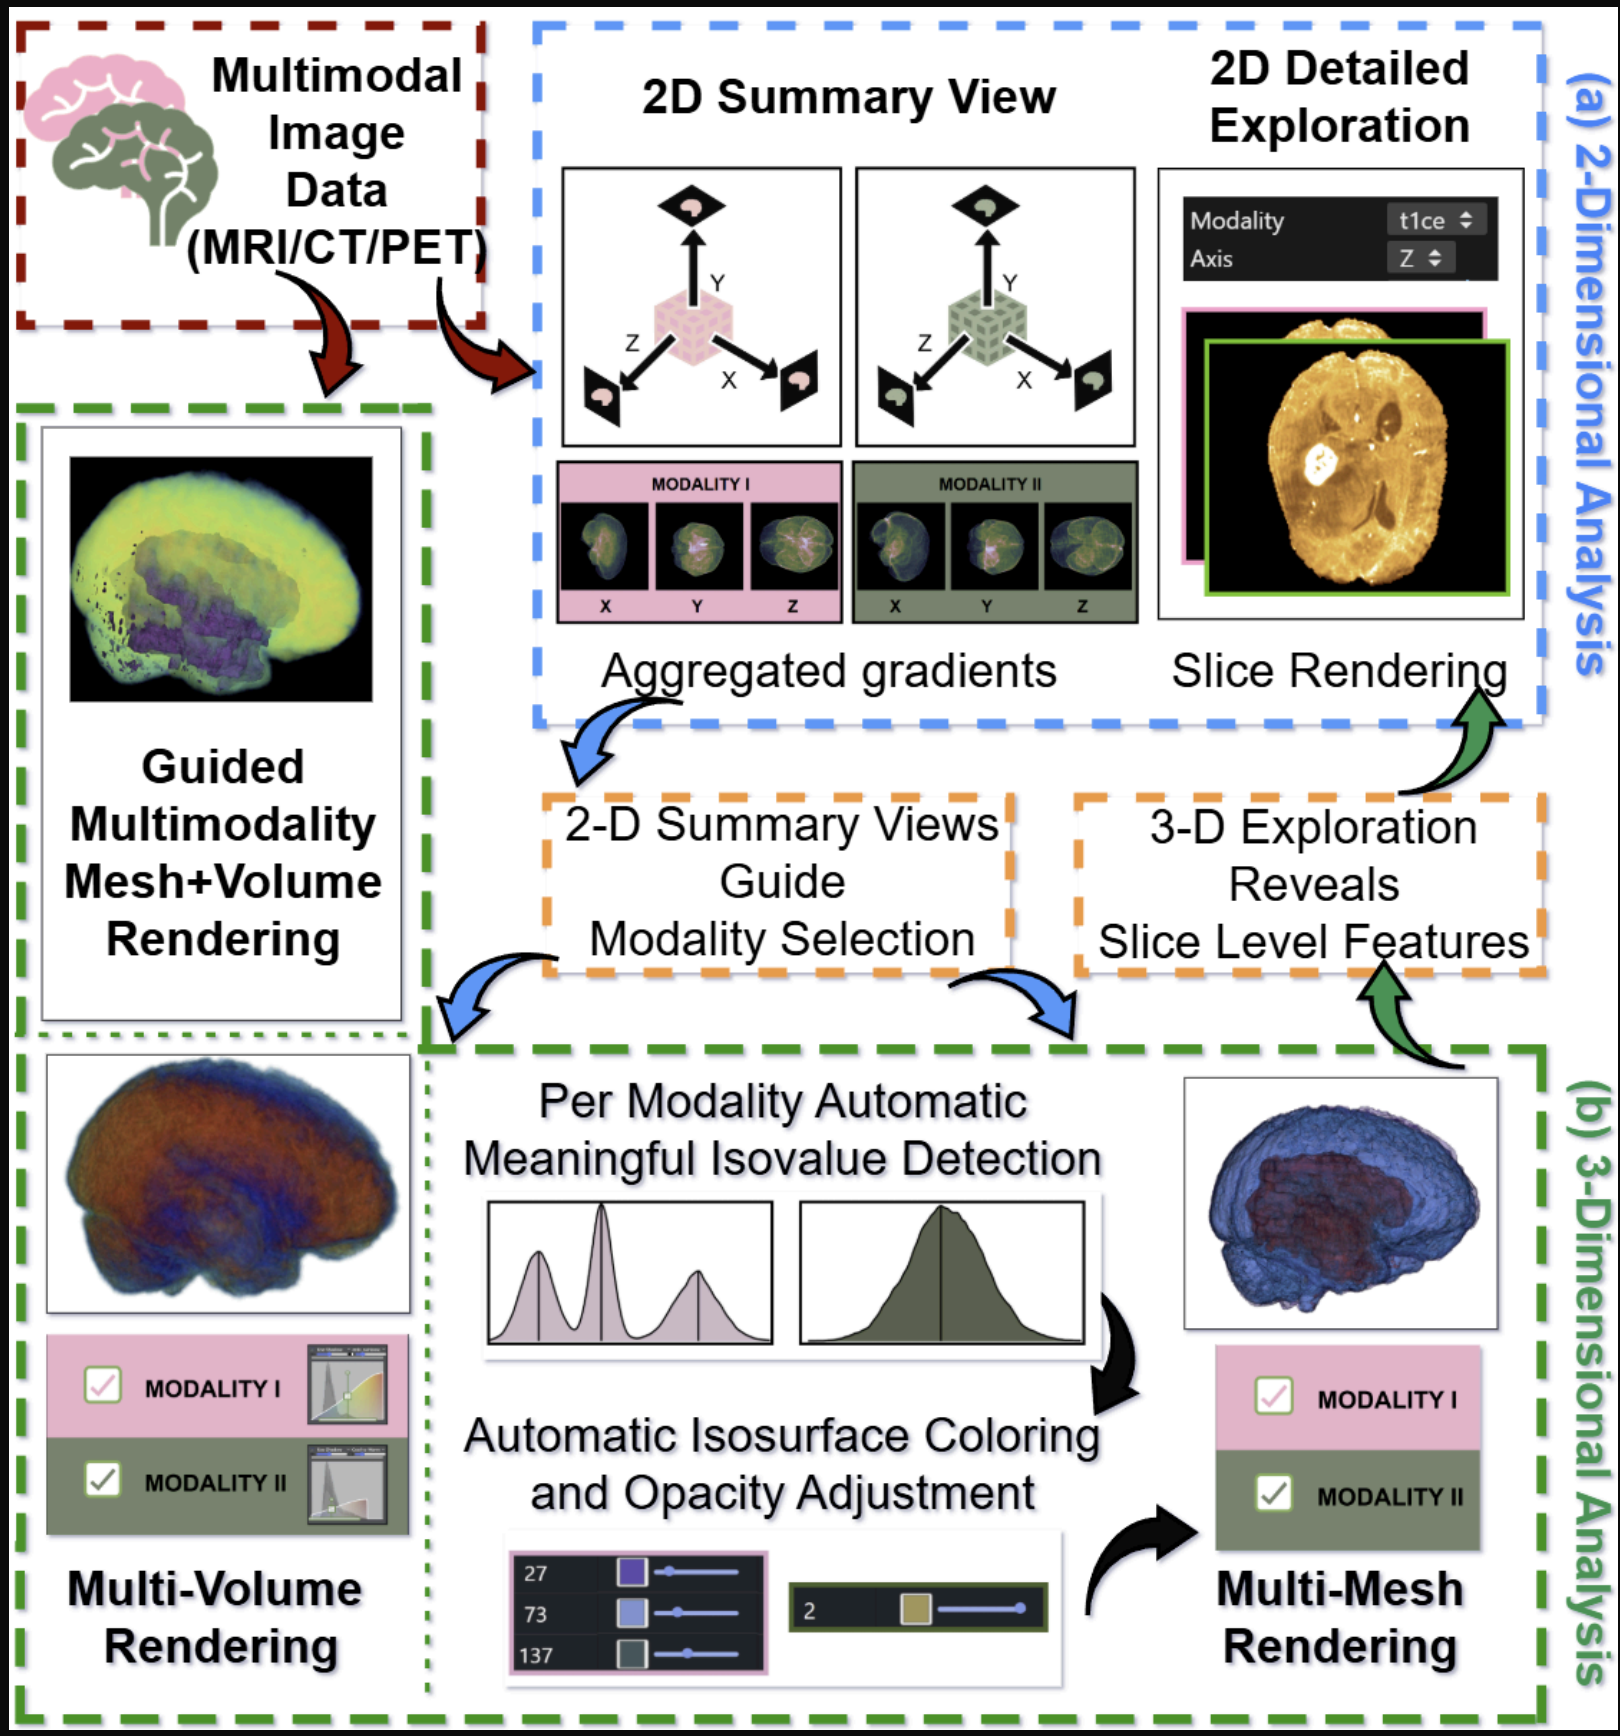 Multimodal
Image
Data
(MRI/CT/PET)
2D Summary View
2D Detailed
Exploration
Y
Z
X
Y
Z
X
Modality t1ce
Axis Z
MODALITY I
X Y Z
MODALITY II
X Y Z
Aggregated gradients
Slice Rendering
(a) 2-Dimensional Analysis
Guided
Multimodality
Mesh+Volume
Rendering
2-D Summary Views
Guide
Modality Selection
3-D Exploration
Reveals
Slice Level Features
MODALITY I
MODALITY II
Multi-Volume
Rendering
Per Modality Automatic
Meaningful Isovalue Detection
Automatic Isosurface Coloring
and Opacity Adjustment
27
73
137
2
MODALITY I
MODALITY II
Multi-Mesh
Rendering
(b) 3-Dimensional Analysis